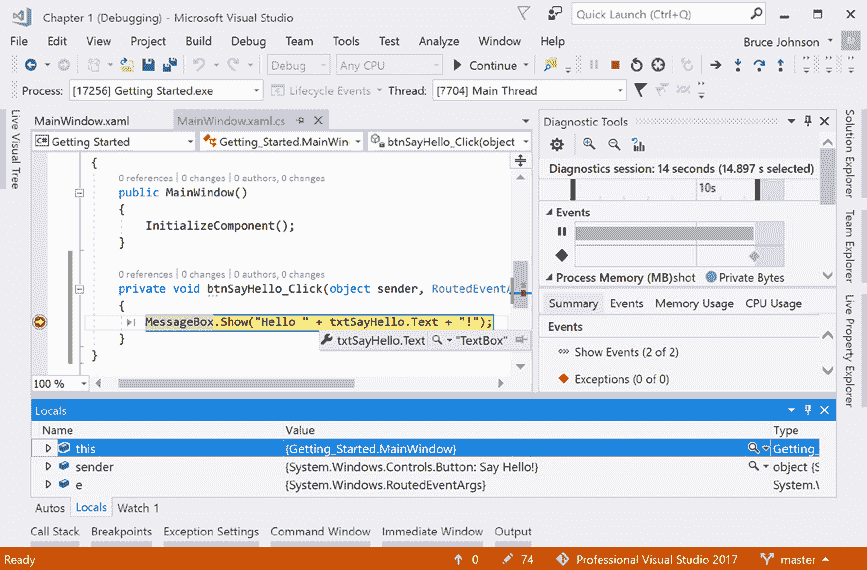 Chapter 1 (Debugging) - Microsoft Visual Studio
Quick Launch (Ctrl+Q)
File Edit View Project Build Debug Team Tools Test Analyze Window Help
Bruce Johnson
Debug Any CPU Continue
Process: [17256] Getting Started.exe Lifecycle Events Thread: [7704] Main Thread
Live Visual Tree
MainWindow.xaml MainWindow.xaml.cs
Getting Started Getting_Started.MainWin btnSayHello_Click(object
{
0 references | 0 changes | 0 authors, 0 changes
public MainWindow()
{
InitializeComponent();
}
0 references | 0 changes | 0 authors, 0 changes
private void btnSayHello_Click(object sender, RoutedEventA
{
MessageBox.Show("Hello " + txtSayHello.Text + "!");
}
txtSayHello.Text "TextBox"
}
100 %
Diagnostic Tools
Diagnostics session: 14 seconds (14.897 s selected)
10s
Events
Process Memory (MB)shot Private Bytes
Summary Events Memory Usage CPU Usage
Events
Show Events (2 of 2)
Exceptions (0 of 0)
Solution Explorer
Team Explorer
Live Property Explorer
Locals
Name Value Type
this {Getting_Started.MainWindow} Getting_
sender {System.Windows.Controls.Button: Say Hello!} object {S
e {System.Windows.RoutedEventArgs} System.V
Autos Locals Watch 1
Call Stack Breakpoints Exception Settings Command Window Immediate Window Output
Ready 0 74 Professional Visual Studio 2017 master